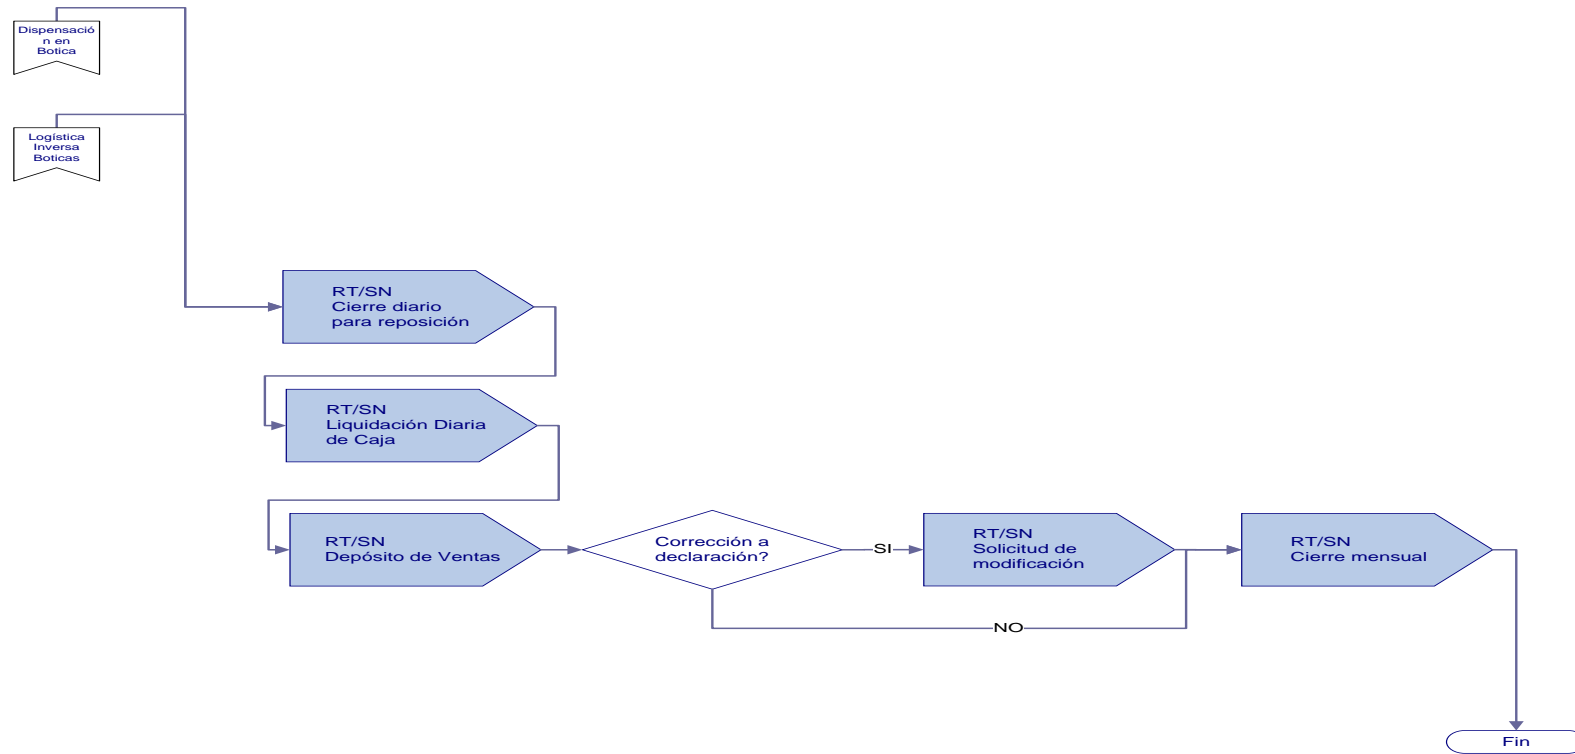 Dispensació
n en
Botica
Logística
Inversa
Boticas
RT/SN
Cierre diario
para reposición
RT/SN
Liquidación Diaria
de Caja
RT/SN
Depósito de Ventas
Corrección a
declaración?
SI
RT/SN
Solicitud de
modificación
RT/SN
Cierre mensual
NO
Fin